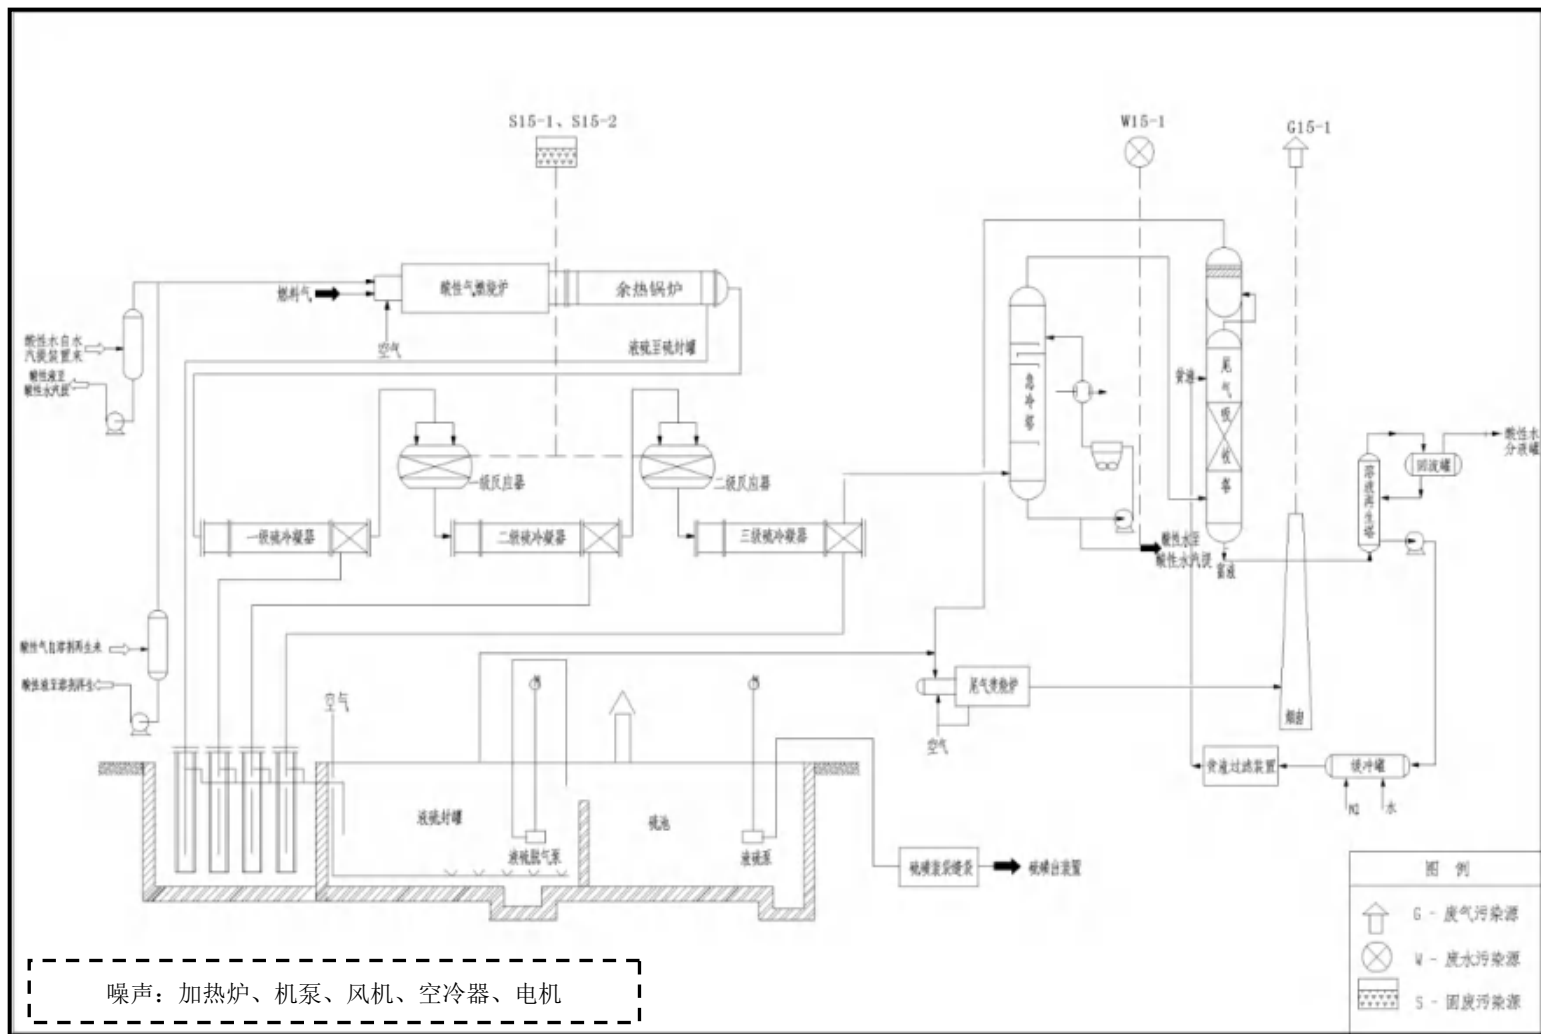 S15-1、S15-2
W15-1
G15-1
燃料气
酸性气燃烧炉
余热锅炉
空气
液硫至硫封罐
酸性水自水
汽提装置来
酸性液至
酸性水汽提
一级反应器
二级反应器
一级硫冷凝器
二级硫冷凝器
三级硫冷凝器
急冷塔
贫液
尾气吸收塔
富液
酸性水至
酸性水汽提
溶液再生塔
回流罐
酸性水
分液罐
酸性气自溶剂再生来
酸性液至溶剂再生
空气
尾气焚烧炉
空气
烟囱
贫液过滤装置
缓冲罐
N2
水
液硫封罐
液硫脱气泵
硫池
液硫泵
硫磺装袋缝袋
硫磺出装置
图 例
G - 废气污染源
W - 废水污染源
S - 固废污染源
噪声：加热炉、机泵、风机、空冷器、电机